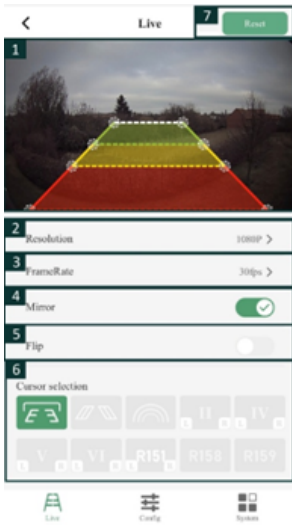 Live
7
Reset
1
2
Resolution
1080P >
3
FrameRate
30fps >
4
Mirror
5
Flip
6
Cursor selection
II
L R
IV
L R
V
L R
VI
L R
R151
L R
R158
R159
Live
Config
System